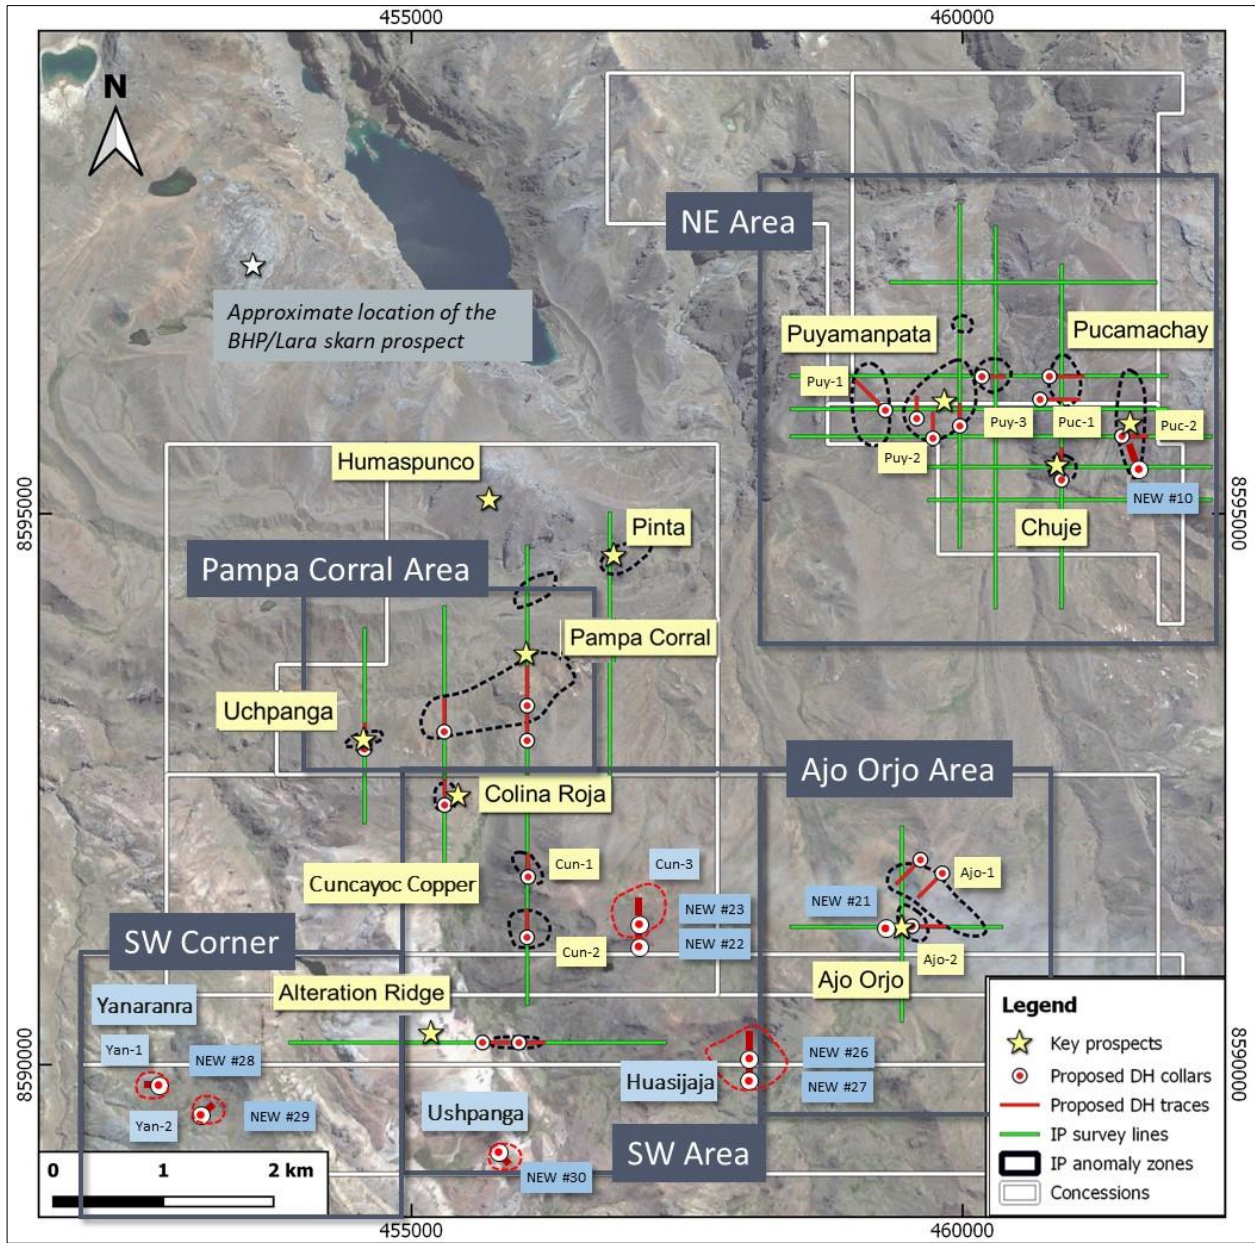 455000
460000
N
NE Area
Approximate location of the
BHP/Lara skarn prospect
Puyamanpata
Pucamachay
Puy-1
Puy-3
Puc-1
Puc-2
Puy-2
NEW #10
Chuje
Humaspunco
Pinta
8595000
8595000
Pampa Corral Area
Pampa Corral
Uchpanga
Ajo Orjo Area
Colina Roja
Cun-1
Cun-3
Ajo-1
Cuncayoc Copper
NEW #23
NEW #21
NEW #22
SW Corner
Cun-2
Ajo-2
Ajo Orjo
Alteration Ridge
Yanaranra
Yan-1
NEW #28
NEW #26
Huasijaja
NEW #27
8590000
8590000
Yan-2
NEW #29
Ushpanga
SW Area
NEW #30
0 1 2 km
Legend
Key prospects
Proposed DH collars
Proposed DH traces
IP survey lines
IP anomaly zones
Concessions
455000
460000